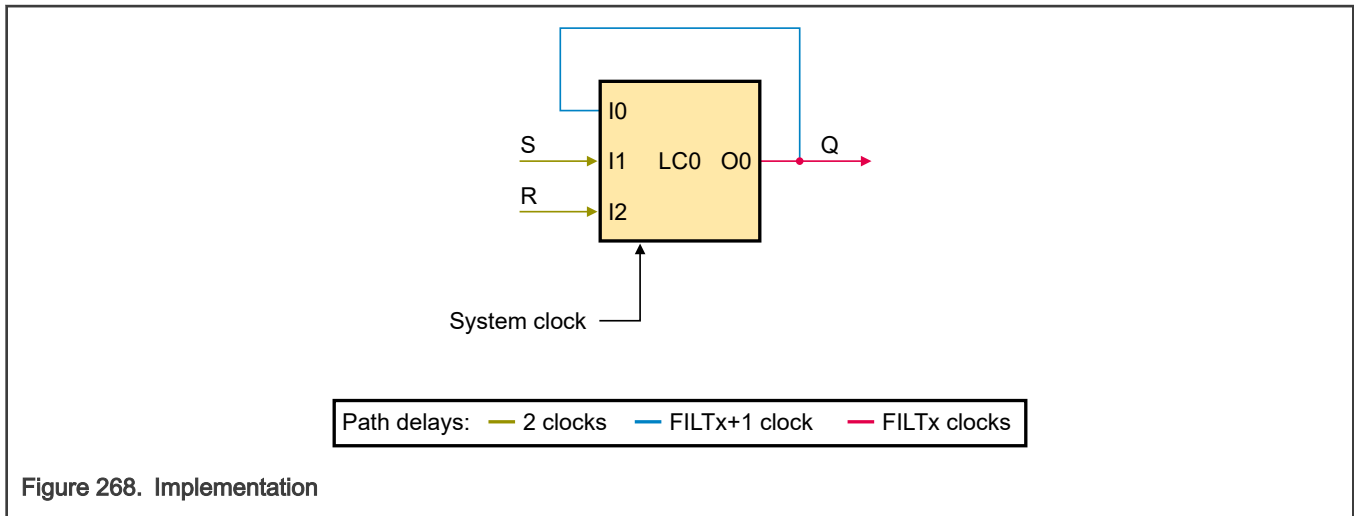 I0
S
I1 LC0 O0
Q
R
I2
System clock
Path delays: 2 clocks FILTx+1 clock FILTx clocks
Figure 268. Implementation